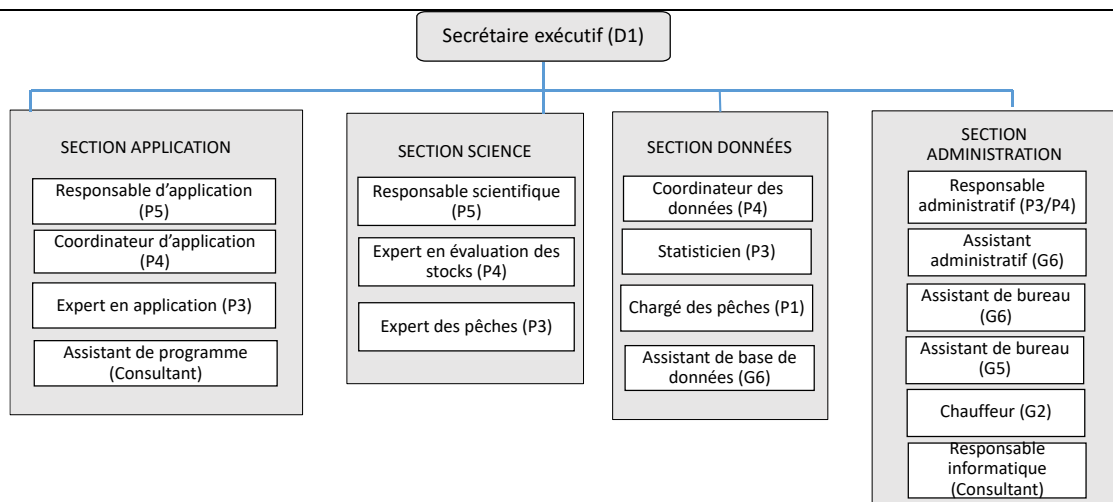 Secrétaire exécutif (D1)
SECTION APPLICATION
Responsable d’application
(P5)
Coordinateur d’application
(P4)
Expert en application (P3)
Assistant de programme
(Consultant)
SECTION SCIENCE
Responsable scientifique
(P5)
Expert en évaluation des
stocks (P4)
Expert des pêches (P3)
SECTION DONNÉES
Coordinateur des
données (P4)
Statisticien (P3)
Chargé des pêches (P1)
Assistant de base de
données (G6)
SECTION
ADMINISTRATION
Responsable
administratif (P3/P4)
Assistant
administratif (G6)
Assistant de bureau
(G6)
Assistant de bureau
(G5)
Chauffeur (G2)
Responsable
informatique
(Consultant)